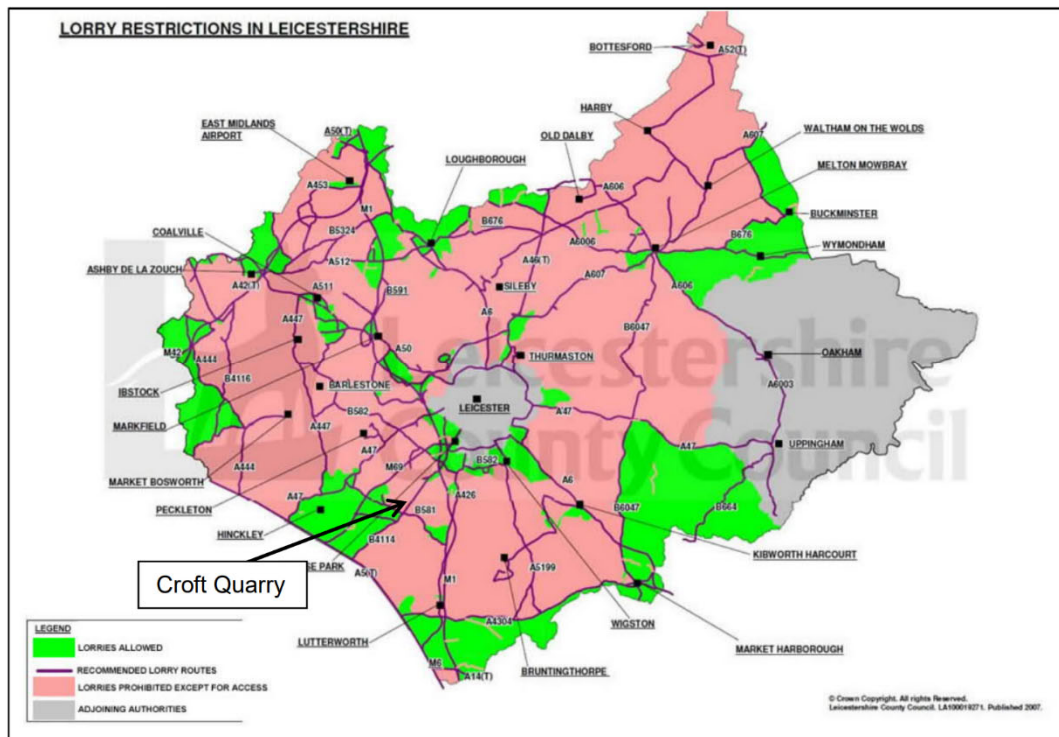 LORRY RESTRICTIONS IN LEICESTERSHIRE
BOTTESFORD
A52(T)
HARBY
EAST MIDLANDS
AIRPORT
A50(T)
OLD DALBY
A607
WALTHAM ON THE WOLDS
LOUGHBOROUGH
MELTON MOWBRAY
A453
A606
M1
COALVILLE
B676
BUCKMINSTER
B5324
A6006
B676
A512
WYMONDHAM
ASHBY DE LA ZOUCH
A46(T)
A607
A42(T)
A511
B591
SILEBY
A606
A447
A6
B6047
M42
A444
A50
Leicestershire
THURMASTON
OAKHAM
B4116
IBSTOCK
BARLESTONE
A6003
LEICESTER
B582
A47
MARKFIELD
A447
County Council
A47
UPPINGHAM
A47
B582
MARKET BOSWORTH
A444
M69
A6
PECKLETON
A47
A426
B6047
B664
HINCKLEY
B581
B4114
KIBWORTH HARCOURT
SE PARK
A5(T)
Croft Quarry
M1
A5199
LUTTERWORTH
A4304
WIGSTON
MARKET HARBOROUGH
M6
A14(T)
BRUNTINGTHORPE
LEGEND
LORRIES ALLOWED
RECOMMENDED LORRY ROUTES
LORRIES PROHIBITED EXCEPT FOR ACCESS
ADJOINING AUTHORITIES
© Crown Copyright. All rights Reserved.
Leicestershire County Council. LA100019271. Published 2007.